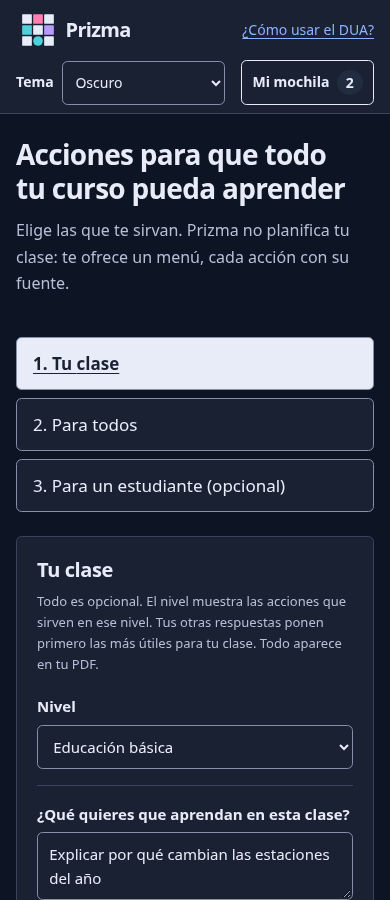 Prizma
¿Cómo usar el DUA?
Tema
Oscuro
Mi mochila 2
Acciones para que todo
tu curso pueda aprender
Elige las que te sirvan. Prizma no planifica tu
clase: te ofrece un menú, cada acción con su
fuente.
1. Tu clase
2. Para todos
3. Para un estudiante (opcional)
Tu clase
Todo es opcional. El nivel muestra las acciones que
sirven en ese nivel. Tus otras respuestas ponen
primero las más útiles para tu clase. Todo aparece
en tu PDF.
Nivel
Educación básica
¿Qué quieres que aprendan en esta clase?
Explicar por qué cambian las estaciones
del año